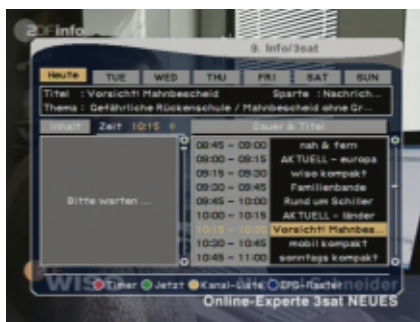 ZDFinfo
9. Info/3sat
Heute TUE WED THU FRI SAT SUN
Titel : Vorsicht! Mahnbescheid Sparte : Nachrich...
Thema : Gefährliche Rückenschule / Mahnbescheid ohne Gr...
Inhalt Zeit 10:15 Dauer & Titel
08:45 - 09:00 nah & fern
09:00 - 09:15 AKTUELL - europa
09:15 - 09:30 wiso kompakt
09:30 - 09:45 Familienbande
Bitte warten ...
09:45 - 10:00 Rund um Schiller
10:00 - 10:15 AKTUELL - länder
10:15 - 10:30 Vorsicht! Mahnbes...
10:30 - 10:45 mobil kompakt
10:45 - 11:00 sonntags kompakt
Timer Jetzt Kanal-Liste EPG-Raster
WIS
neider
Online-Experte 3sat NEUES